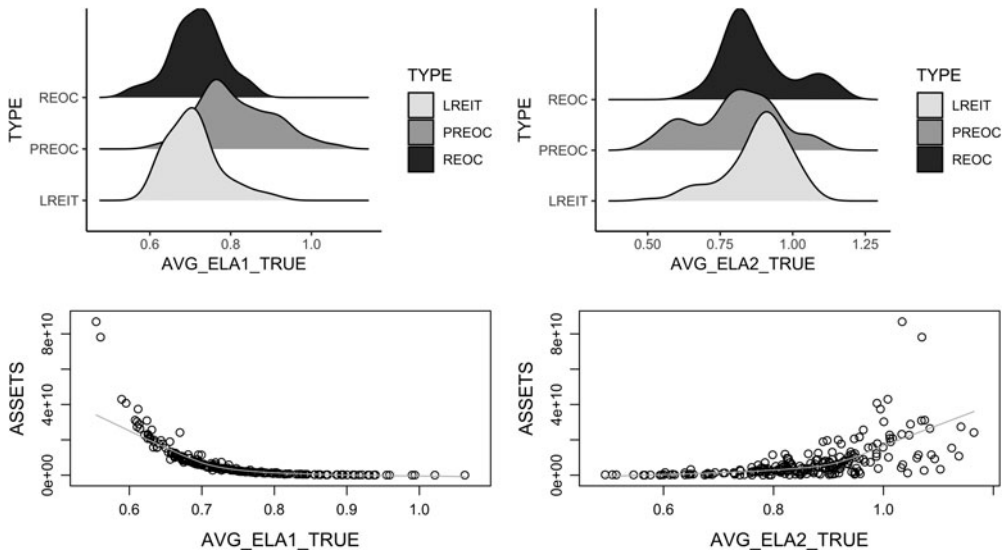 TYPE
REOC
PREOC
LREIT
0.6 0.8 1.0
AVG_ELA1_TRUE
TYPE
LREIT
PREOC
REOC
TYPE
REOC
PREOC
LREIT
0.50 0.75 1.00 1.25
AVG_ELA2_TRUE
TYPE
LREIT
PREOC
REOC
ASSETS
8e+10
4e+10
0e+00
0.6 0.7 0.8 0.9 1.0
AVG_ELA1_TRUE
ASSETS
8e+10
4e+10
0e+00
0.6 0.8 1.0
AVG_ELA2_TRUE